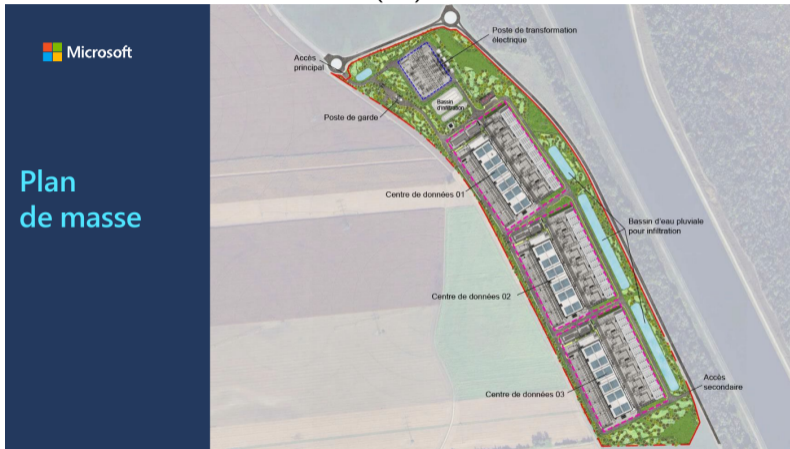 Microsoft
Plan
de masse
Accès
principal
Poste de transformation
électrique
Bassin
d'infiltration
Poste de garde
Centre de données 01
Bassin d'eau pluviale
pour infiltration
Centre de données 02
Centre de données 03
Accès
secondaire